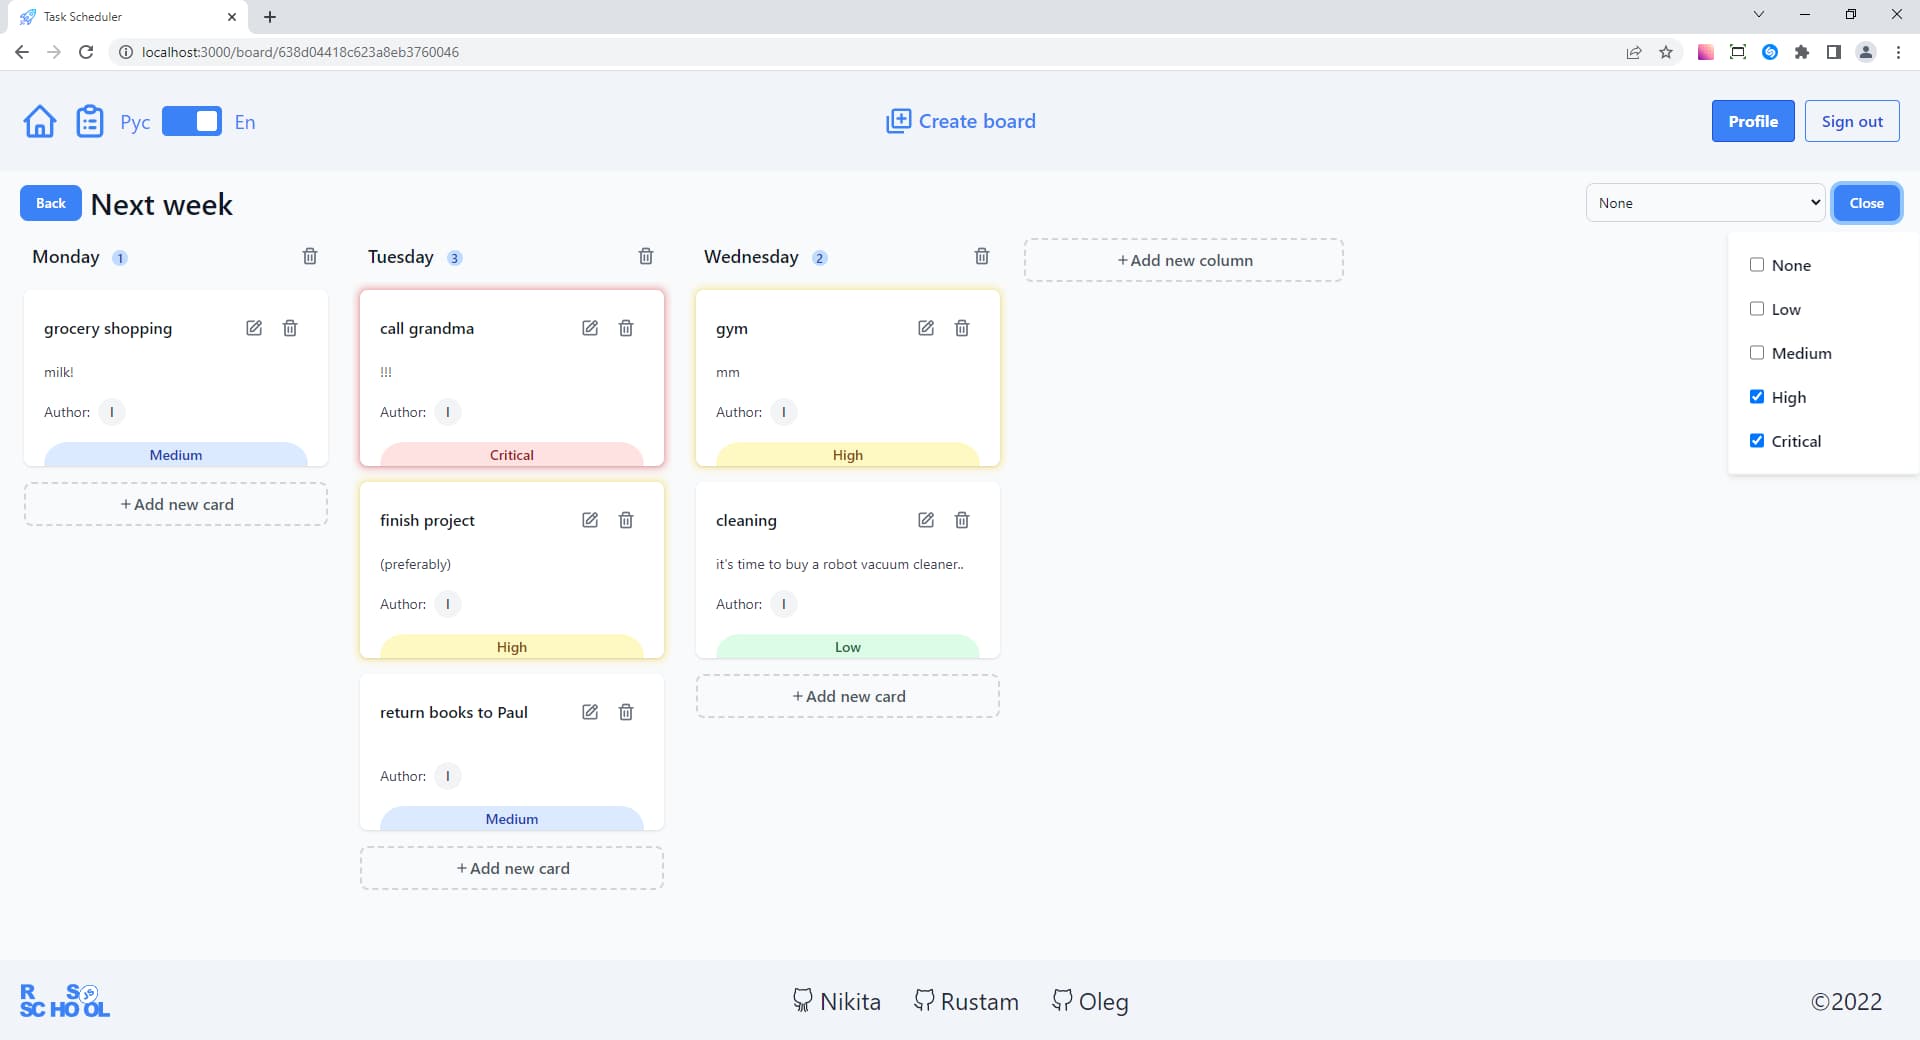 Task Scheduler
localhost:3000/board/638d04418c623a8eb3760046
Рус En
Create board
Profile
Sign out
Back Next week
None
Close
None
Low
Medium
High
Critical
Monday 1
grocery shopping
milk!
Author: I
Medium
+ Add new card
Tuesday 3
call grandma
!!!
Author: I
Critical
finish project
(preferably)
Author: I
High
return books to Paul
Author: I
Medium
+ Add new card
Wednesday 2
gym
mm
Author: I
High
cleaning
it's time to buy a robot vacuum cleaner..
Author: I
Low
+ Add new card
+ Add new column
RS JS
SCHOOL
Nikita
Rustam
Oleg
©2022